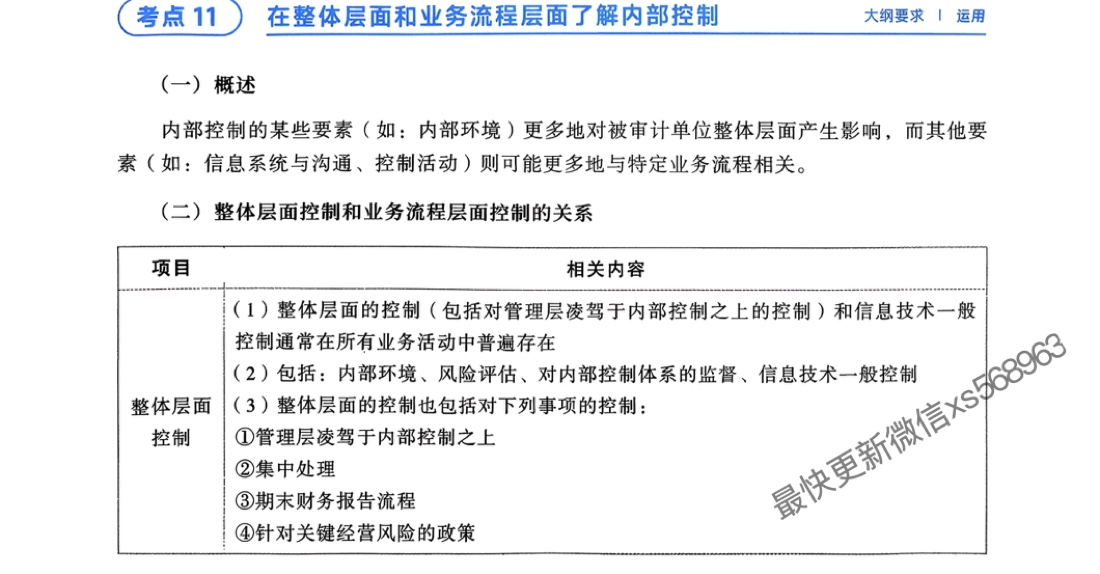 考点 11 在整体层面和业务流程层面了解内部控制 大纲要求 | 运用
（一）概述
内部控制的某些要素（如：内部环境）更多地对被审计单位整体层面产生影响，而其他要
素（如：信息系统与沟通、控制活动）则可能更多地与特定业务流程相关。
（二）整体层面控制和业务流程层面控制的关系
项目 相关内容
整体层面
控制
（1）整体层面的控制（包括对管理层凌驾于内部控制之上的控制）和信息技术一般
控制通常在所有业务活动中普遍存在
（2）包括：内部环境、风险评估、对内部控制体系的监督、信息技术一般控制
（3）整体层面的控制也包括对下列事项的控制：
①管理层凌驾于内部控制之上
②集中处理
③期末财务报告流程
④针对关键经营风险的政策
最快更新微信xs568963